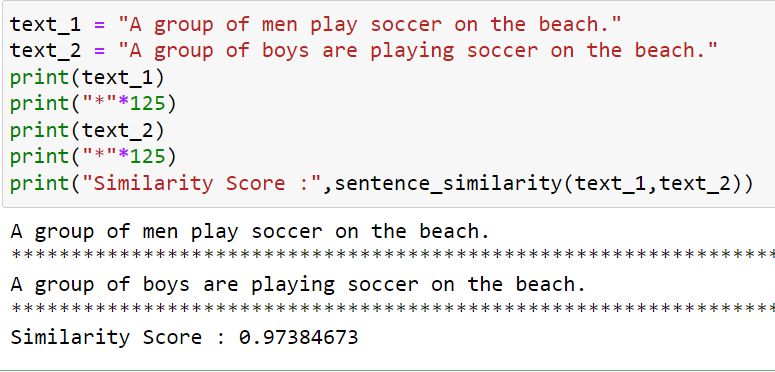 text_1 = "A group of men play soccer on the beach."
text_2 = "A group of boys are playing soccer on the beach."
print(text_1)
print("*"*125)
print(text_2)
print("*"*125)
print("Similarity Score :",sentence_similarity(text_1,text_2))
A group of men play soccer on the beach.
****************************************************************
A group of boys are playing soccer on the beach.
****************************************************************
Similarity Score : 0.97384673